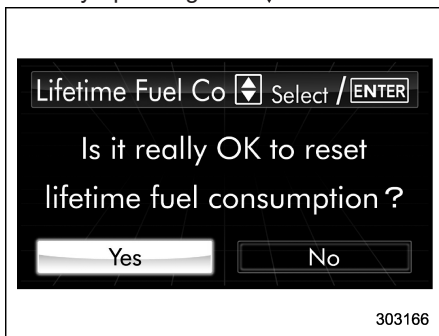 Lifetime Fuel Co Select / ENTER
Is it really OK to reset
lifetime fuel consumption ?
Yes No
303166